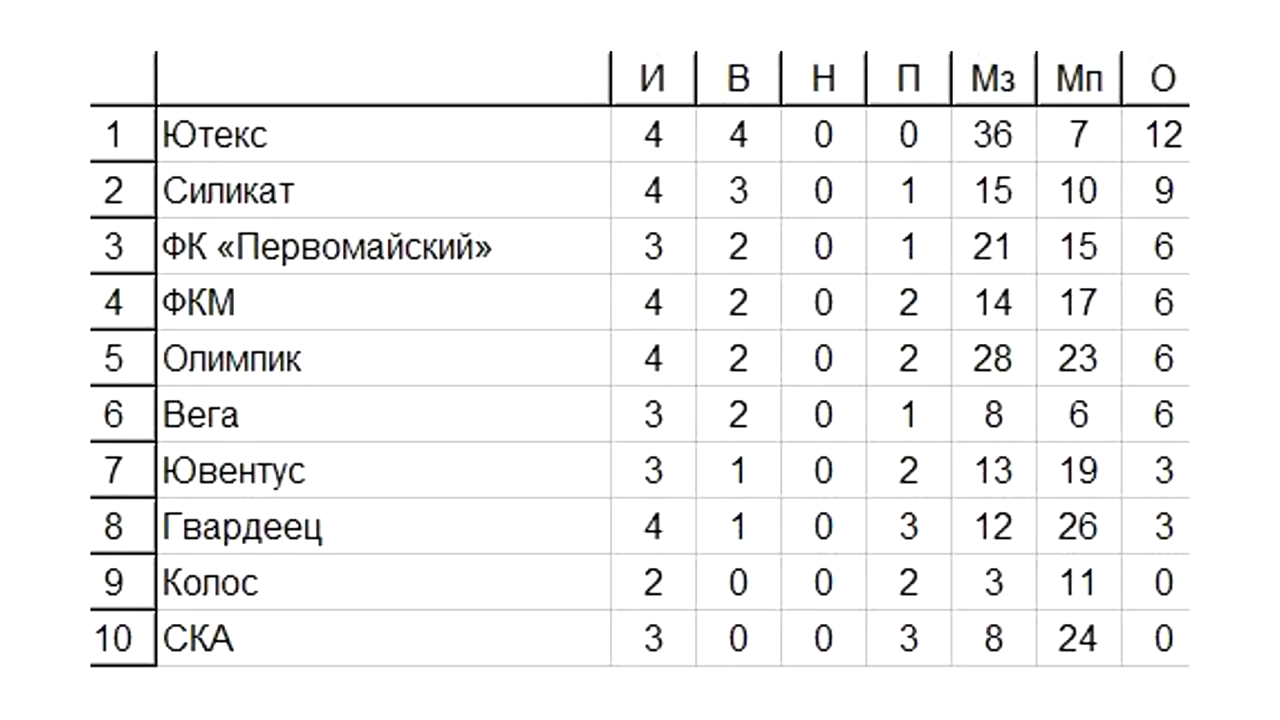 И В Н П Мз Мп О
1 Ютекс 4 4 0 0 36 7 12
2 Силикат 4 3 0 1 15 10 9
3 ФК «Первомайский» 3 2 0 1 21 15 6
4 ФКМ 4 2 0 2 14 17 6
5 Олимпик 4 2 0 2 28 23 6
6 Вега 3 2 0 1 8 6 6
7 Ювентус 3 1 0 2 13 19 3
8 Гвардеец 4 1 0 3 12 26 3
9 Колос 2 0 0 2 3 11 0
10 СКА 3 0 0 3 8 24 0